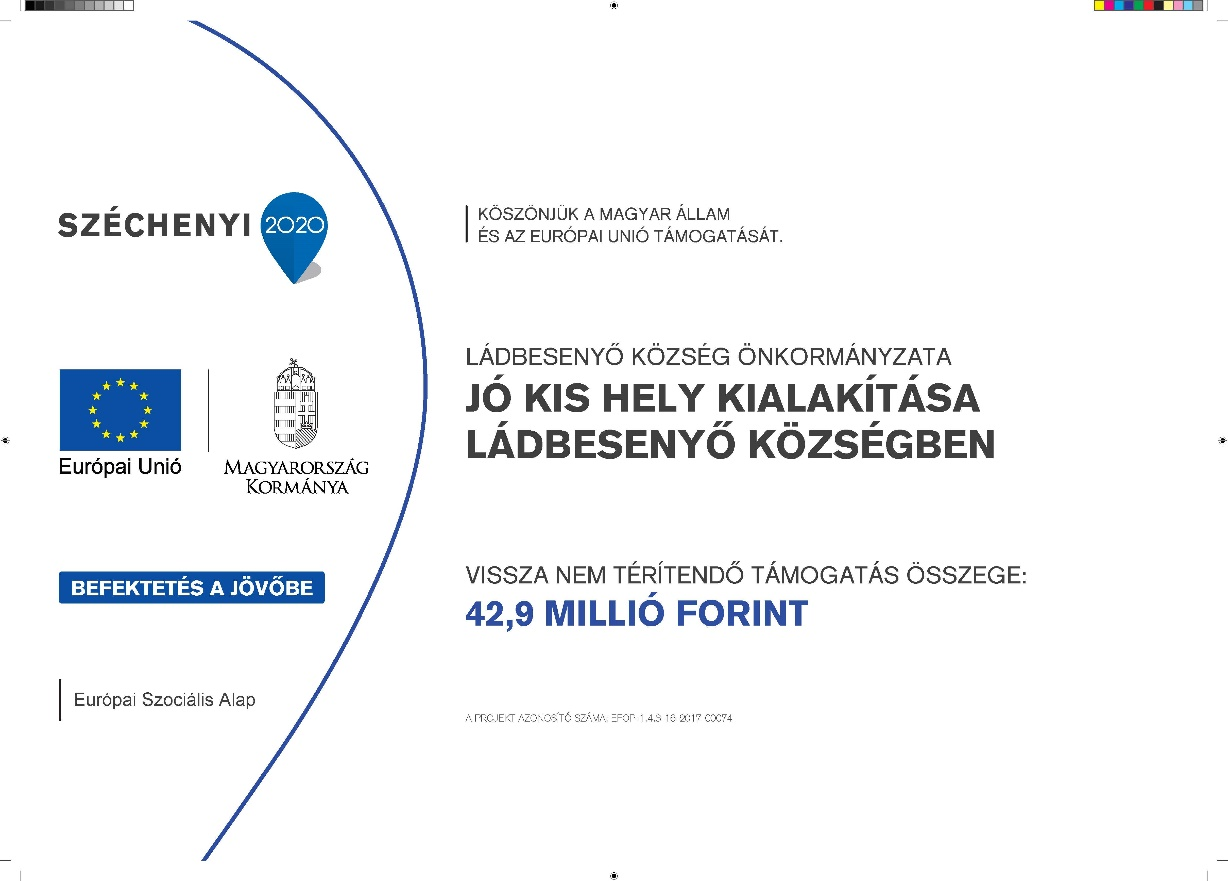 SZÉCHENYI 2020
KÖSZÖNJÜK A MAGYAR ÁLLAM
ÉS AZ EURÓPAI UNIÓ TÁMOGATÁSÁT.
Európai Unió
MAGYARORSZÁG
KORMÁNYA
LÁDBESENYŐ KÖZSÉG ÖNKORMÁNYZATA
JÓ KIS HELY KIALAKÍTÁSA
LÁDBESENYŐ KÖZSÉGBEN
BEFEKTETÉS A JÖVŐBE
VISSZA NEM TÉRÍTENDŐ TÁMOGATÁS ÖSSZEGE:
42,9 MILLIÓ FORINT
Európai Szociális Alap
A PROJEKT AZONOSÍTÓ SZÁMA: EFOP-1.4.3-16-2017-00074